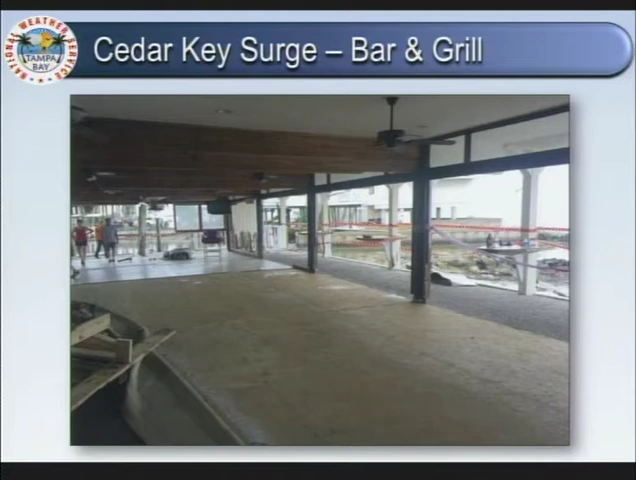 NATIONAL WEATHER SERVICE
TAMPA BAY
Cedar Key Surge – Bar & Grill